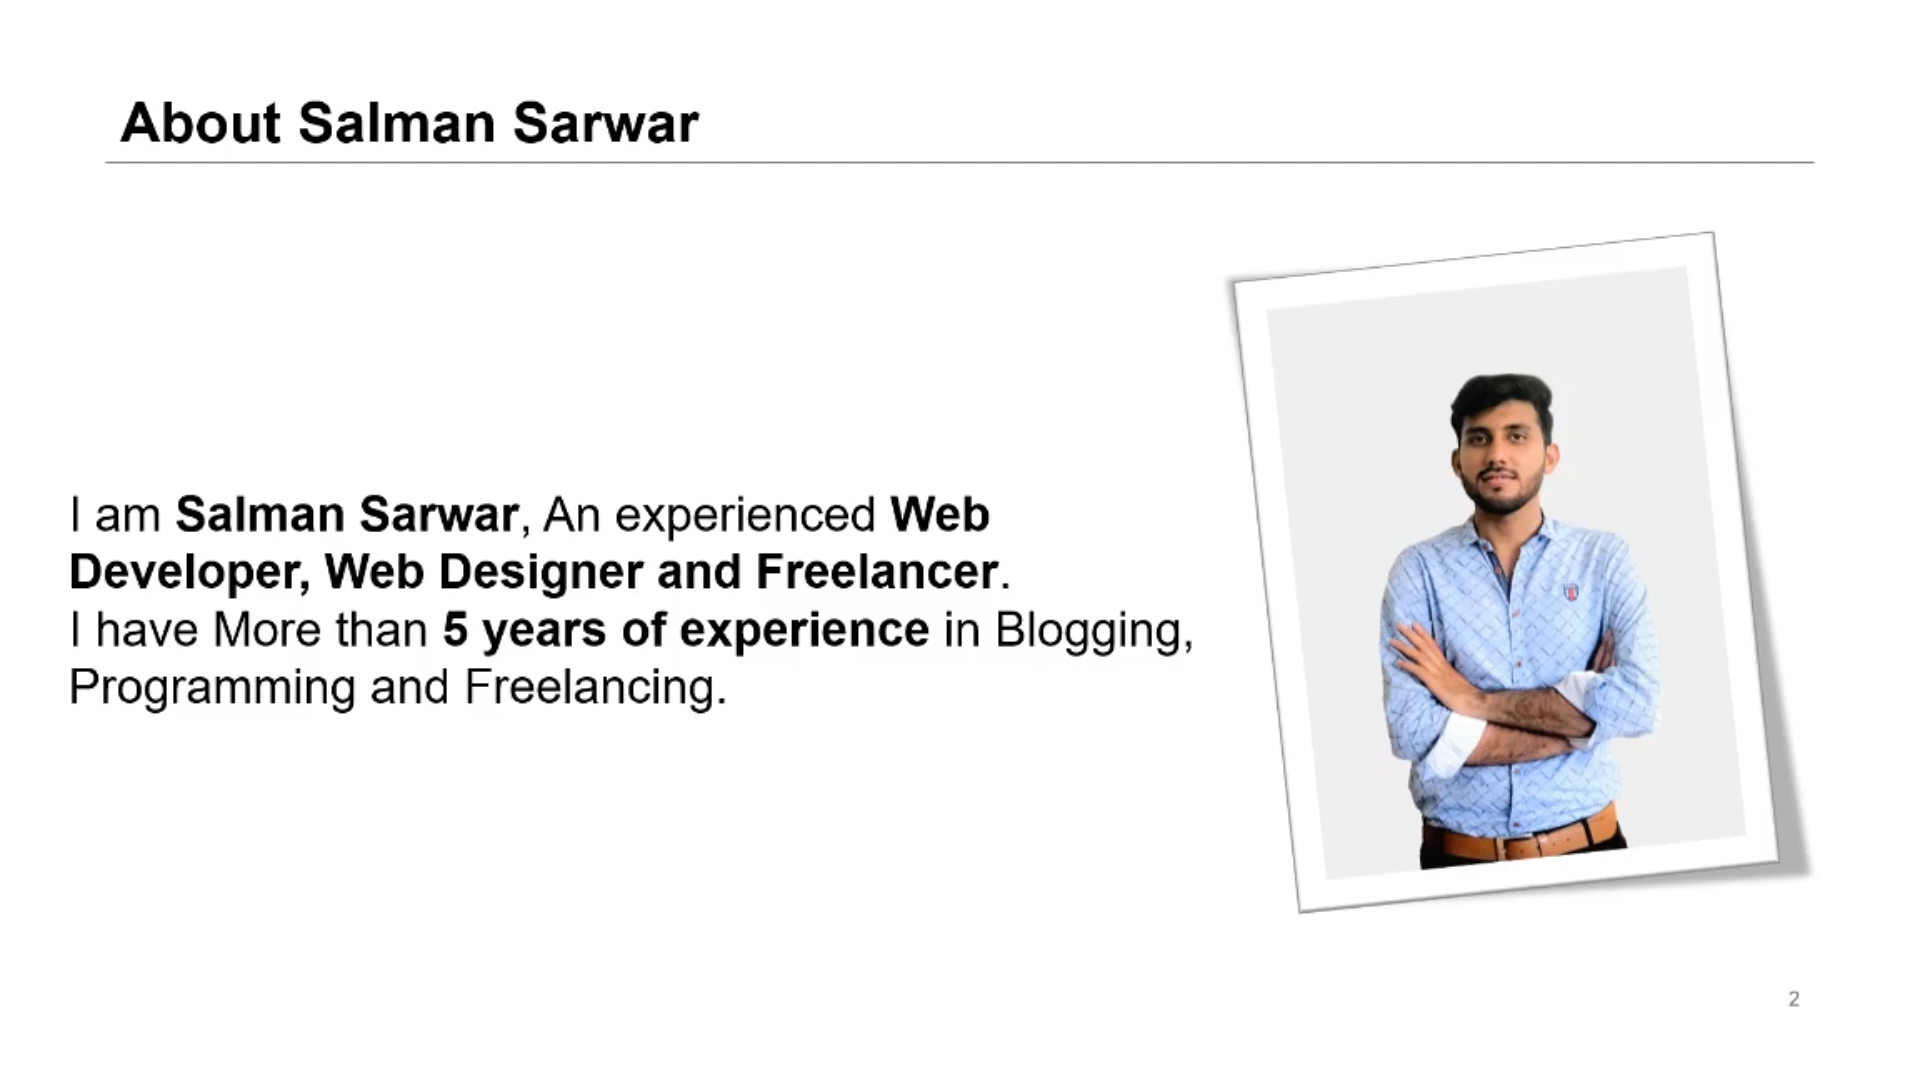 About Salman Sarwar
I am Salman Sarwar, An experienced Web
Developer, Web Designer and Freelancer.
I have More than 5 years of experience in Blogging,
Programming and Freelancing.
2